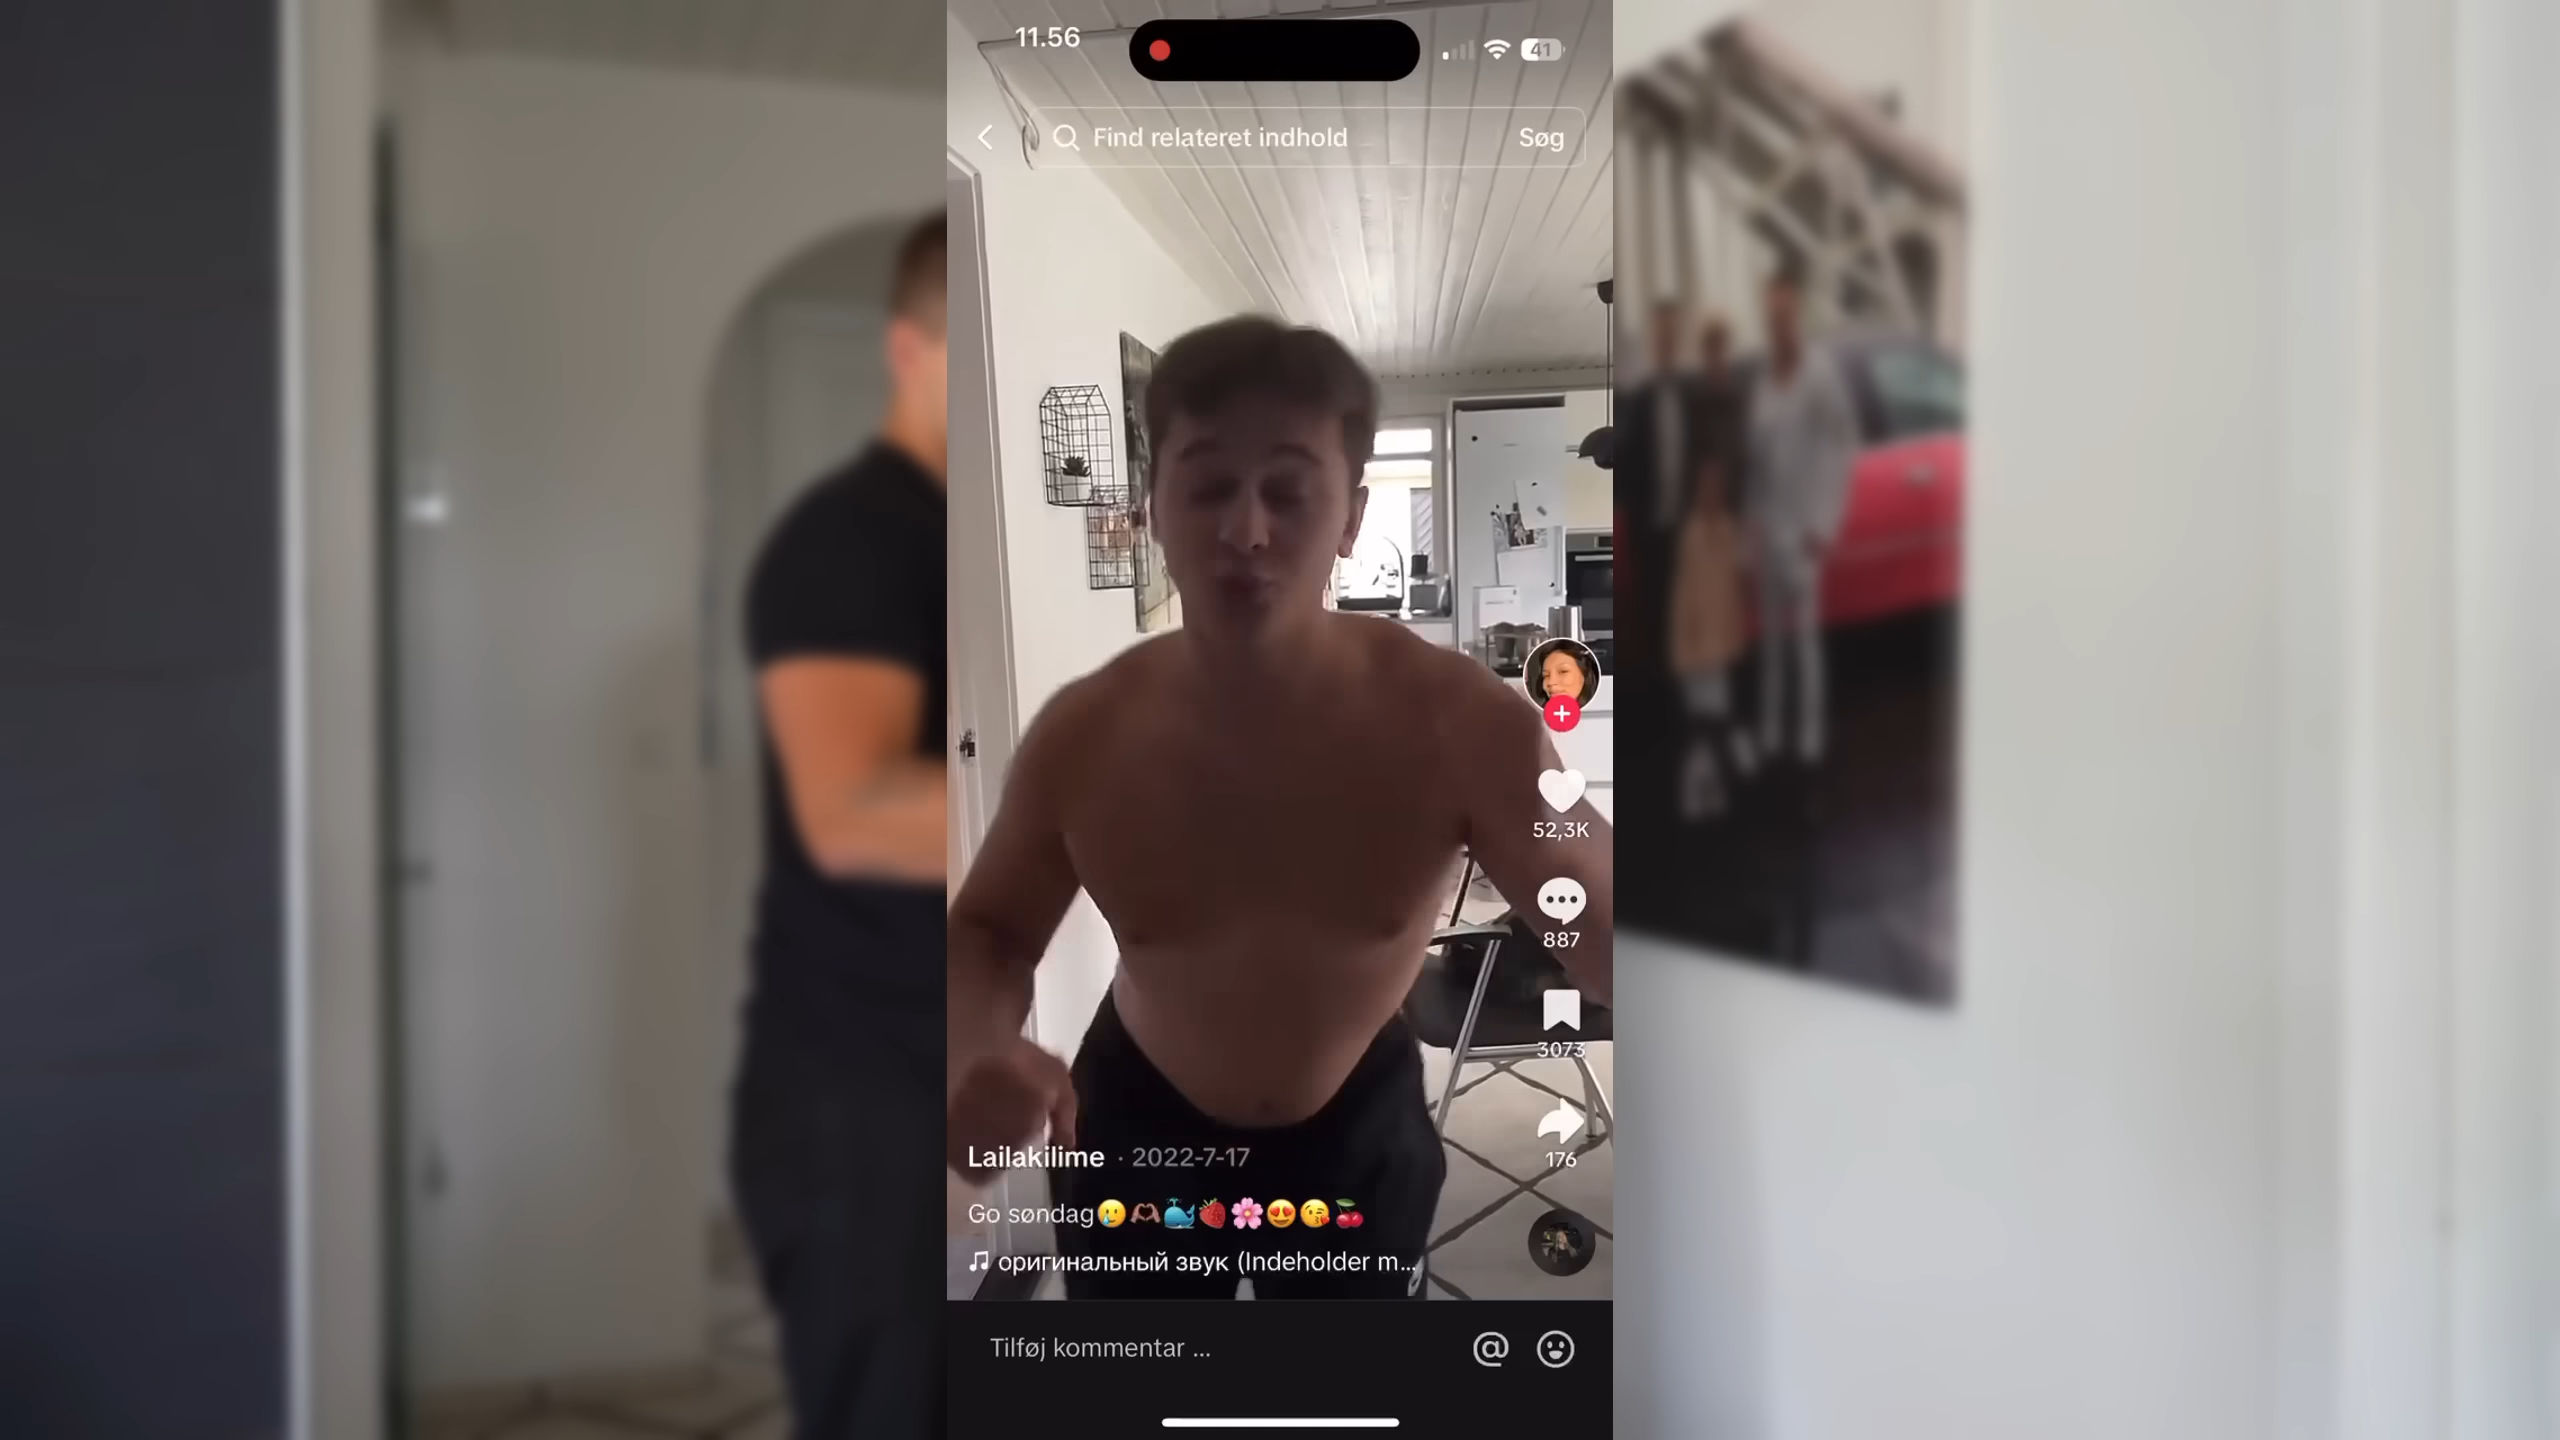 11.56
41
Find relateret indhold
Søg
52,3K
887
3073
176
Lailakilime · 2022-7-17
Go søndag🥲🫶🏾🐳🍓🌸😍😘🍒
оригинальный звук (Indeholder m...
Tilføj kommentar ...